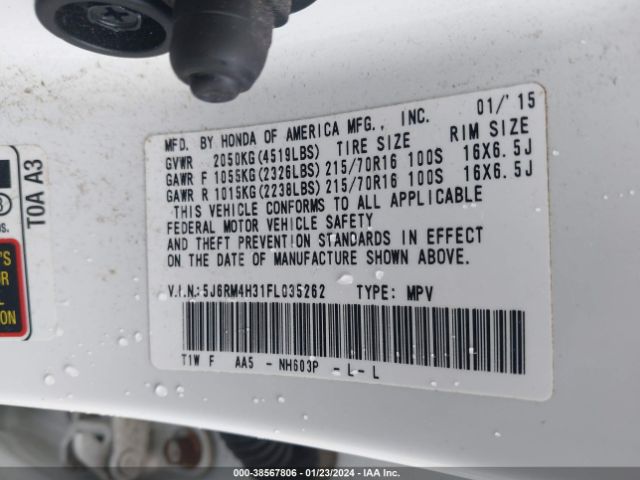 MFD. BY HONDA OF AMERICA MFG., INC. 01/'15
GVWR 2050KG(4519LBS) TIRE SIZE RIM SIZE
GAWR F 1055KG(2326LBS) 215/70R16 100S 16X6.5J
GAWR R 1015KG(2238LBS) 215/70R16 100S 16X6.5J
THIS VEHICLE CONFORMS TO ALL APPLICABLE
FEDERAL MOTOR VEHICLE SAFETY
AND THEFT PREVENTION STANDARDS IN EFFECT
ON THE DATE OF MANUFACTURE SHOWN ABOVE.
V.I.N.:5J6RM4H31FL035262 TYPE: MPV
T1W F AA5 - NH603P - L - L
T0A A3
000-38567806 - 01/23/2024 - IAA Inc.